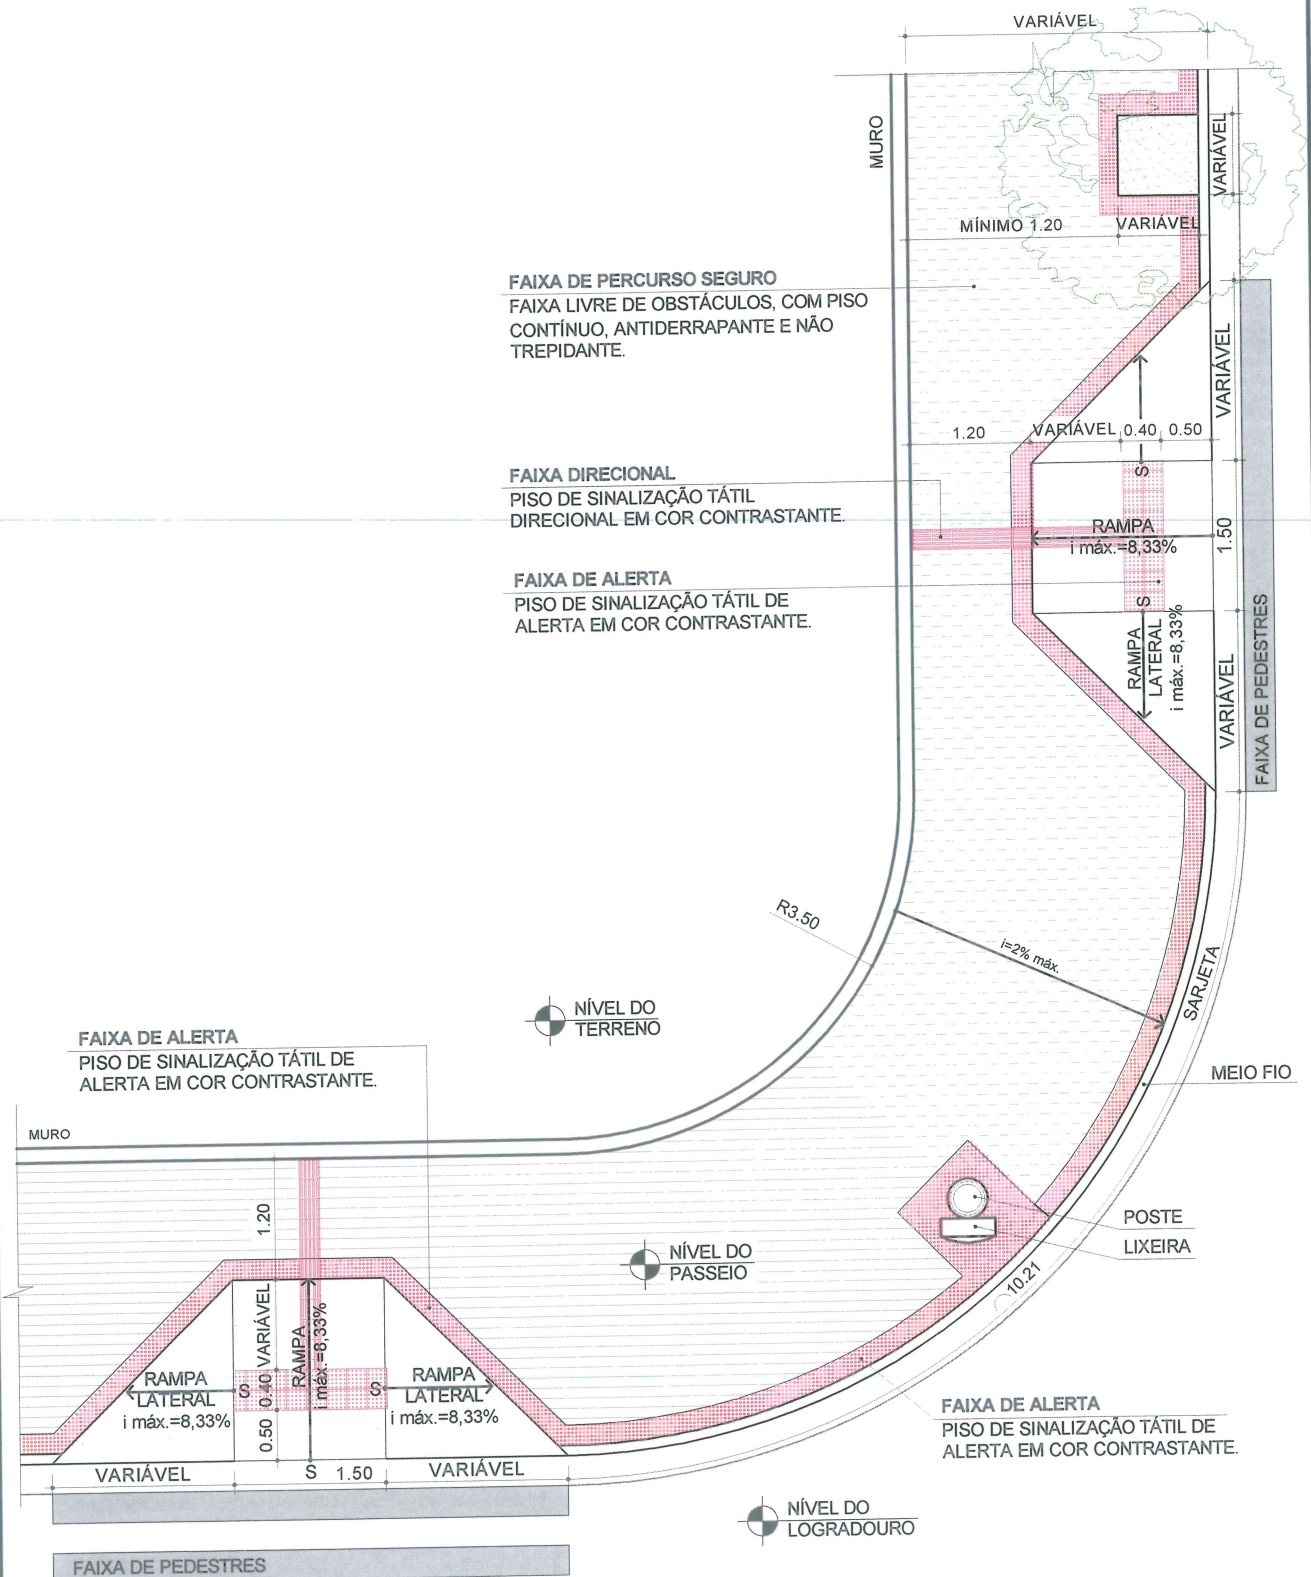 VARIÁVEL
MURO
VARIÁVEL
MÍNIMO 1.20
VARIÁVEL
FAIXA DE PERCURSO SEGURO
FAIXA LIVRE DE OBSTÁCULOS, COM PISO
CONTÍNUO, ANTIDERRAPANTE E NÃO
TREPIDANTE.
VARIÁVEL
1.20
VARIÁVEL
0.40
0.50
S
FAIXA DIRECIONAL
PISO DE SINALIZAÇÃO TÁTIL
DIRECIONAL EM COR CONTRASTANTE.
RAMPA
i máx.=8,33%
1.50
FAIXA DE ALERTA
PISO DE SINALIZAÇÃO TÁTIL DE
ALERTA EM COR CONTRASTANTE.
S
RAMPA
LATERAL
i máx.=8,33%
VARIÁVEL
FAIXA DE PEDESTRES
R3.50
i=2% máx.
SARJETA
NÍVEL DO
TERRENO
FAIXA DE ALERTA
PISO DE SINALIZAÇÃO TÁTIL DE
ALERTA EM COR CONTRASTANTE.
MEIO FIO
MURO
1.20
POSTE
LIXEIRA
NÍVEL DO
PASSEIO
10.21
VARIÁVEL
0.40
0.50
RAMPA
i máx.=8,33%
RAMPA
LATERAL
i máx.=8,33%
S
S
RAMPA
LATERAL
i máx.=8,33%
FAIXA DE ALERTA
PISO DE SINALIZAÇÃO TÁTIL DE
ALERTA EM COR CONTRASTANTE.
VARIÁVEL
S
1.50
VARIÁVEL
NÍVEL DO
LOGRADOURO
FAIXA DE PEDESTRES